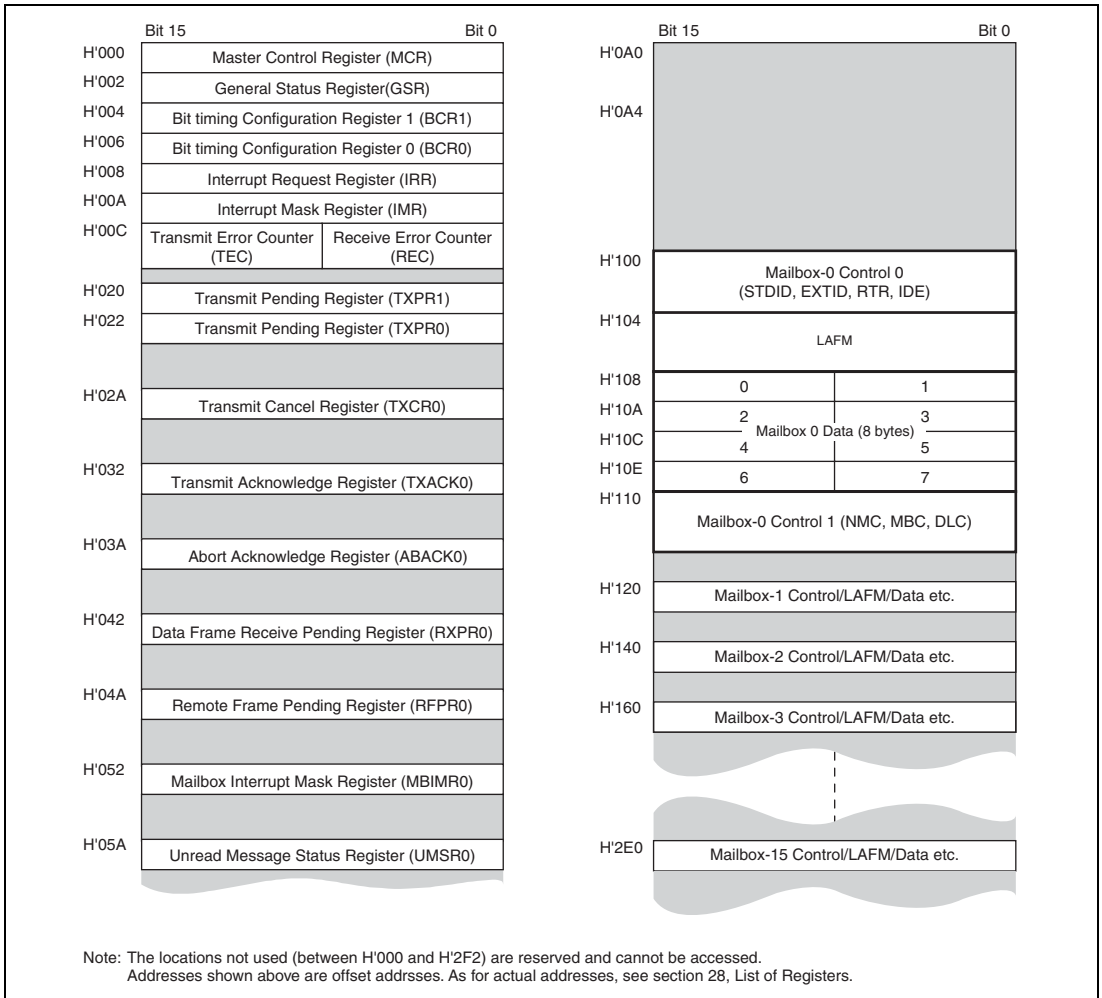 Bit 15 Bit 0
H'000 Master Control Register (MCR)
H'002 General Status Register(GSR)
H'004 Bit timing Configuration Register 1 (BCR1)
H'006 Bit timing Configuration Register 0 (BCR0)
H'008 Interrupt Request Register (IRR)
H'00A Interrupt Mask Register (IMR)
H'00C Transmit Error Counter (TEC) Receive Error Counter (REC)
H'020 Transmit Pending Register (TXPR1)
H'022 Transmit Pending Register (TXPR0)
H'02A Transmit Cancel Register (TXCR0)
H'032 Transmit Acknowledge Register (TXACK0)
H'03A Abort Acknowledge Register (ABACK0)
H'042 Data Frame Receive Pending Register (RXPR0)
H'04A Remote Frame Pending Register (RFPR0)
H'052 Mailbox Interrupt Mask Register (MBIMR0)
H'05A Unread Message Status Register (UMSR0)
Bit 15 Bit 0
H'0A0
H'0A4
H'100 Mailbox-0 Control 0
(STDID, EXTID, RTR, IDE)
H'104 LAFM
H'108 0 1
H'10A 2 3
Mailbox 0 Data (8 bytes)
H'10C 4 5
H'10E 6 7
H'110 Mailbox-0 Control 1 (NMC, MBC, DLC)
H'120 Mailbox-1 Control/LAFM/Data etc.
H'140 Mailbox-2 Control/LAFM/Data etc.
H'160 Mailbox-3 Control/LAFM/Data etc.
H'2E0 Mailbox-15 Control/LAFM/Data etc.
Note: The locations not used (between H'000 and H'2F2) are reserved and cannot be accessed.
Addresses shown above are offset addrsses. As for actual addresses, see section 28, List of Registers.